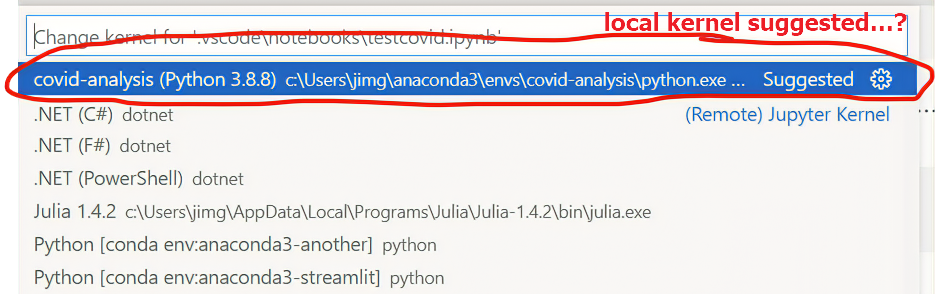 local kernel suggested...?
Change kernel for '.vscode\notebooks\testcovid.ipynb'
covid-analysis (Python 3.8.8) c:\Users\jimg\anaconda3\envs\covid-analysis\python.exe ... Suggested
.NET (C#) dotnet (Remote) Jupyter Kernel
.NET (F#) dotnet
.NET (PowerShell) dotnet
Julia 1.4.2 c:\Users\jimg\AppData\Local\Programs\Julia\Julia-1.4.2\bin\julia.exe
Python [conda env:anaconda3-another] python
Python [conda env:anaconda3-streamlit] python